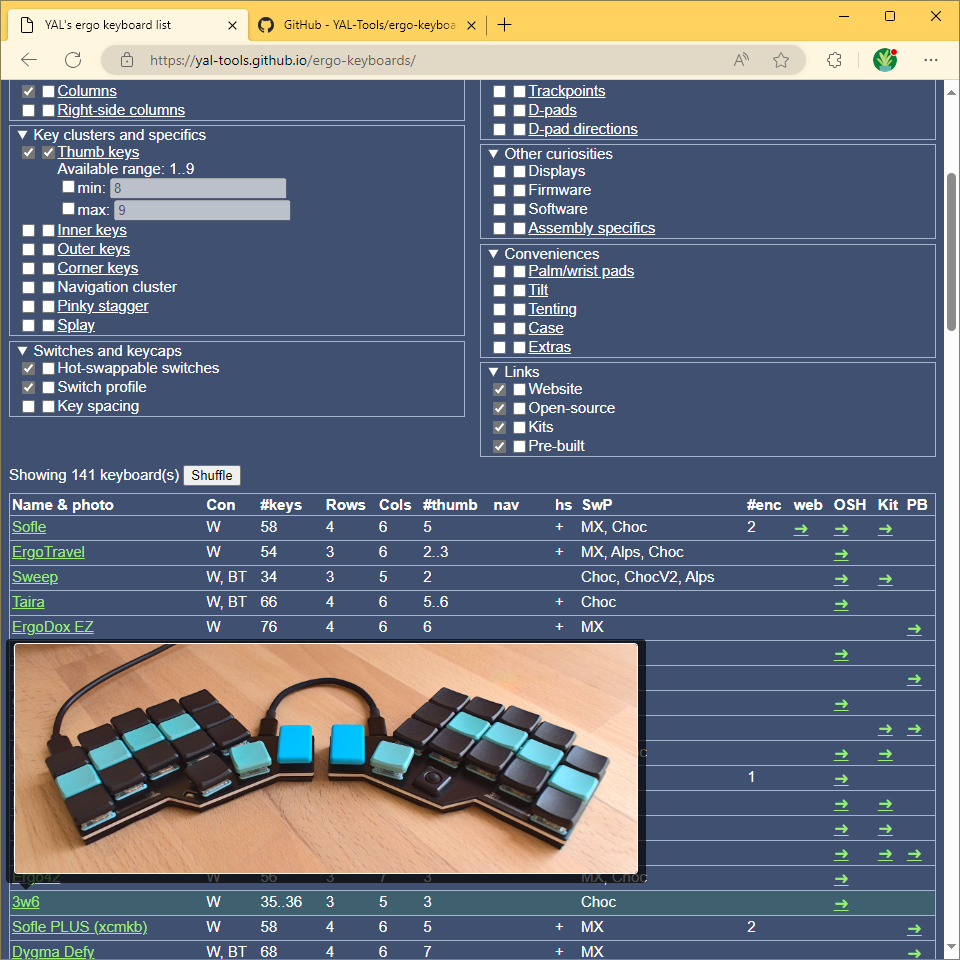 YAL's ergo keyboard list
GitHub - YAL-Tools/ergo-keyboa
https://yal-tools.github.io/ergo-keyboards/
Columns
Right-side columns
Key clusters and specifics
Thumb keys
Available range: 1..9
min: 8
max: 9
Inner keys
Outer keys
Corner keys
Navigation cluster
Pinky stagger
Splay
Switches and keycaps
Hot-swappable switches
Switch profile
Key spacing
Trackpoints
D-pads
D-pad directions
Other curiosities
Displays
Firmware
Software
Assembly specifics
Conveniences
Palm/wrist pads
Tilt
Tenting
Case
Extras
Links
Website
Open-source
Kits
Pre-built
Showing 141 keyboard(s) Shuffle
Name & photo Con #keys Rows Cols #thumb nav hs SwP #enc web OSH Kit PB
Sofle W 58 4 6 5 + MX, Choc 2 → → →
ErgoTravel W 54 3 6 2..3 + MX, Alps, Choc →
Sweep W, BT 34 3 5 2 Choc, ChocV2, Alps → →
Taira W, BT 66 4 6 5..6 + Choc →
ErgoDox EZ W 76 4 6 6 + MX →
→
→
→
→ →
→ →
1 →
→ →
→ →
→ → →
Ergo42 W 56 3 7 3 MX, Choc →
3w6 W 35..36 3 5 3 Choc →
Sofle PLUS (xcmkb) W 58 4 6 5 + MX 2 →
Dygma Defy W, BT 68 4 6 7 + MX →